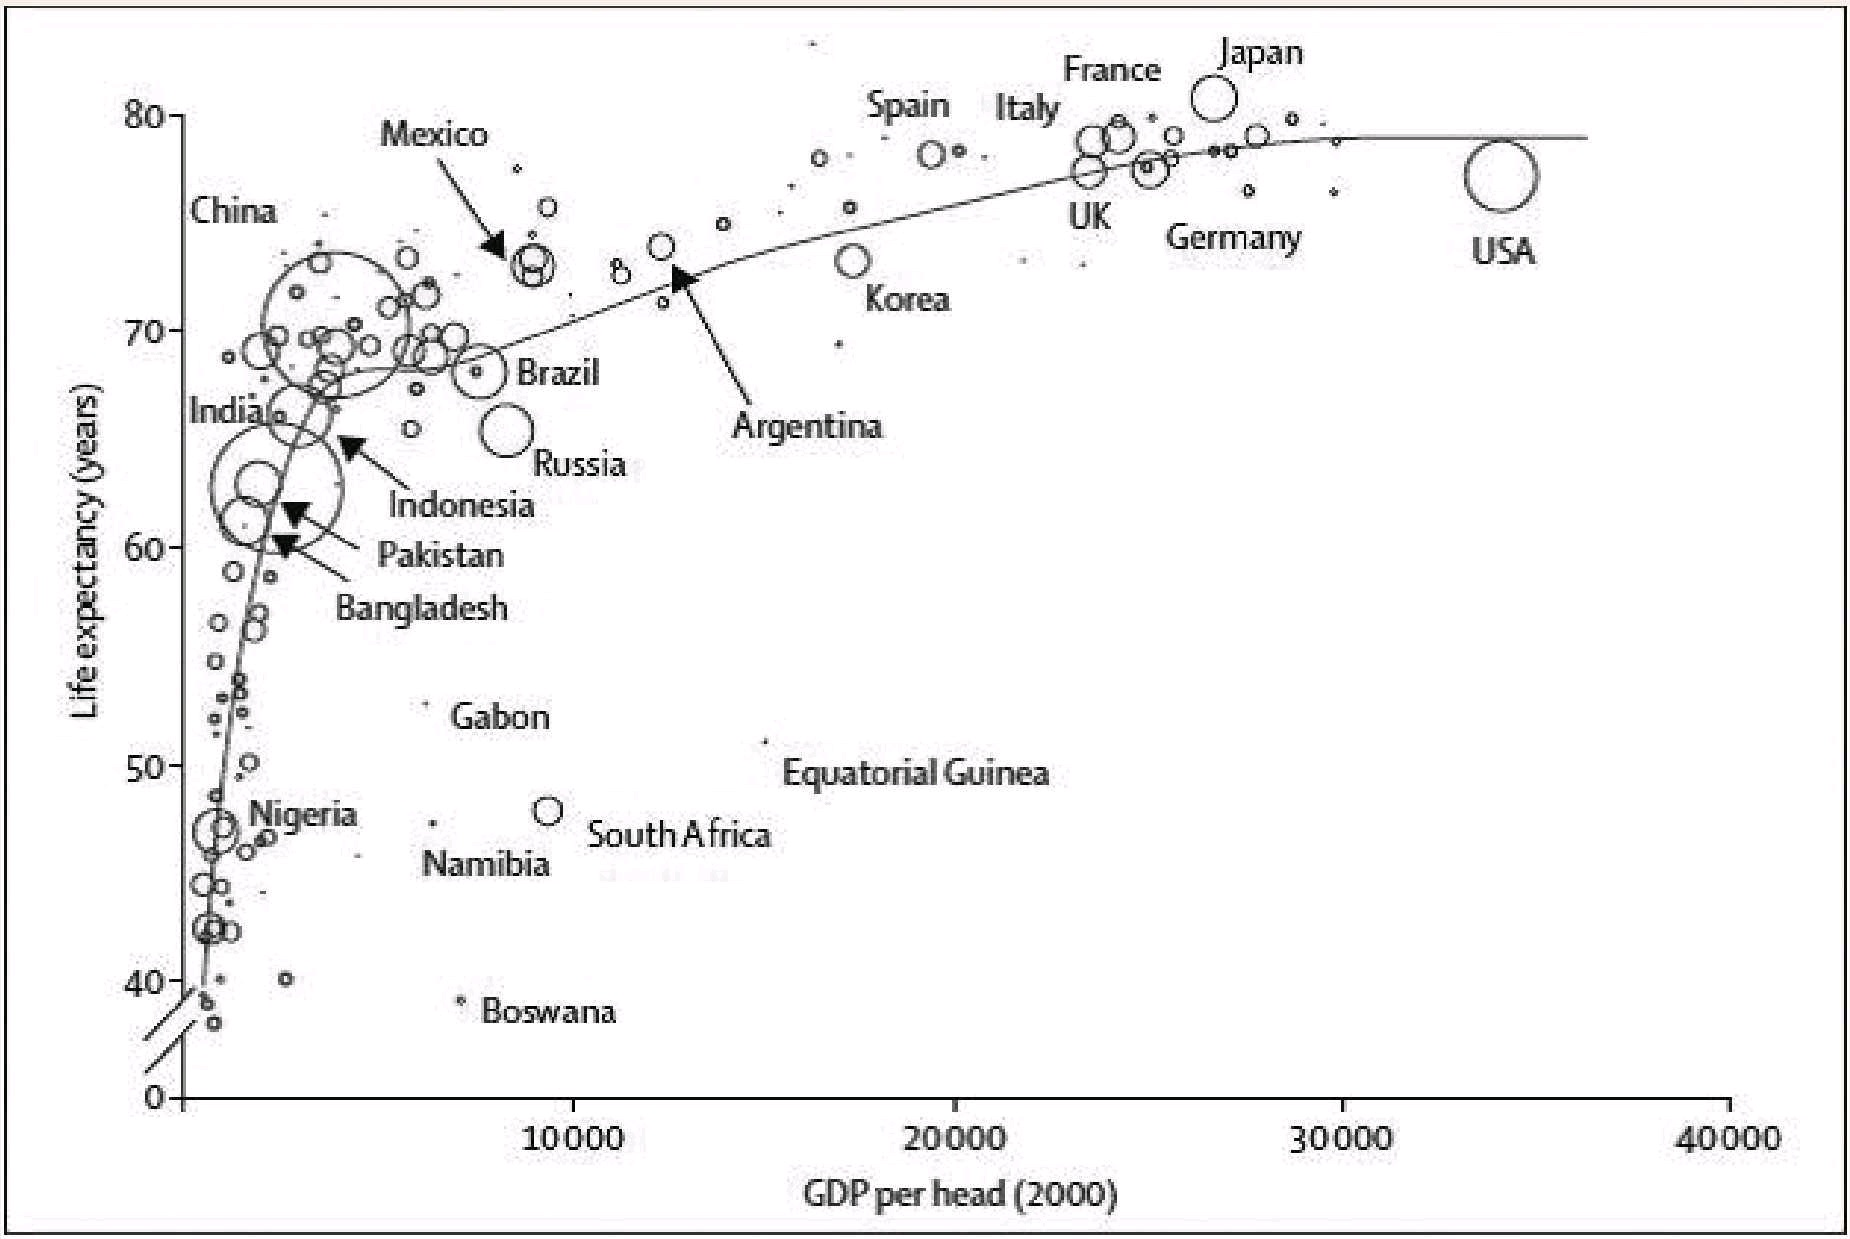 Japan
France
Spain
Italy
80
Mexico
China
UK
Germany
USA
Korea
70
Brazil
India
Argentina
Russia
Indonesia
60
Pakistan
Bangladesh
Life expectancy (years)
Gabon
50
Equatorial Guinea
Nigeria
South Africa
Namibia
40
Boswana
0
10000
20000
30000
40000
GDP per head (2000)